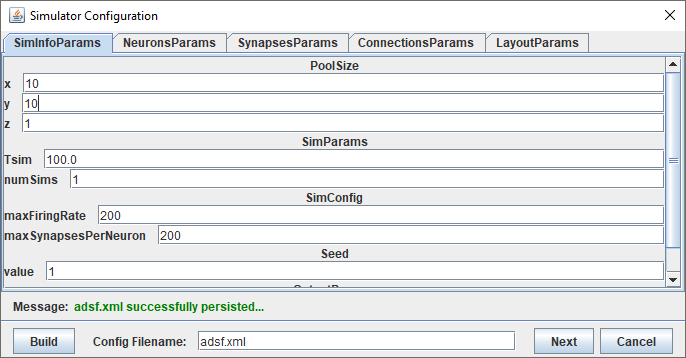 Simulator Configuration
SimInfoParams NeuronsParams SynapsesParams ConnectionsParams LayoutParams
PoolSize
x 10
y 10
z 1
SimParams
Tsim 100.0
numSims 1
SimConfig
maxFiringRate 200
maxSynapsesPerNeuron 200
Seed
value 1
Message: adsf.xml successfully persisted...
Build Config Filename: adsf.xml Next Cancel